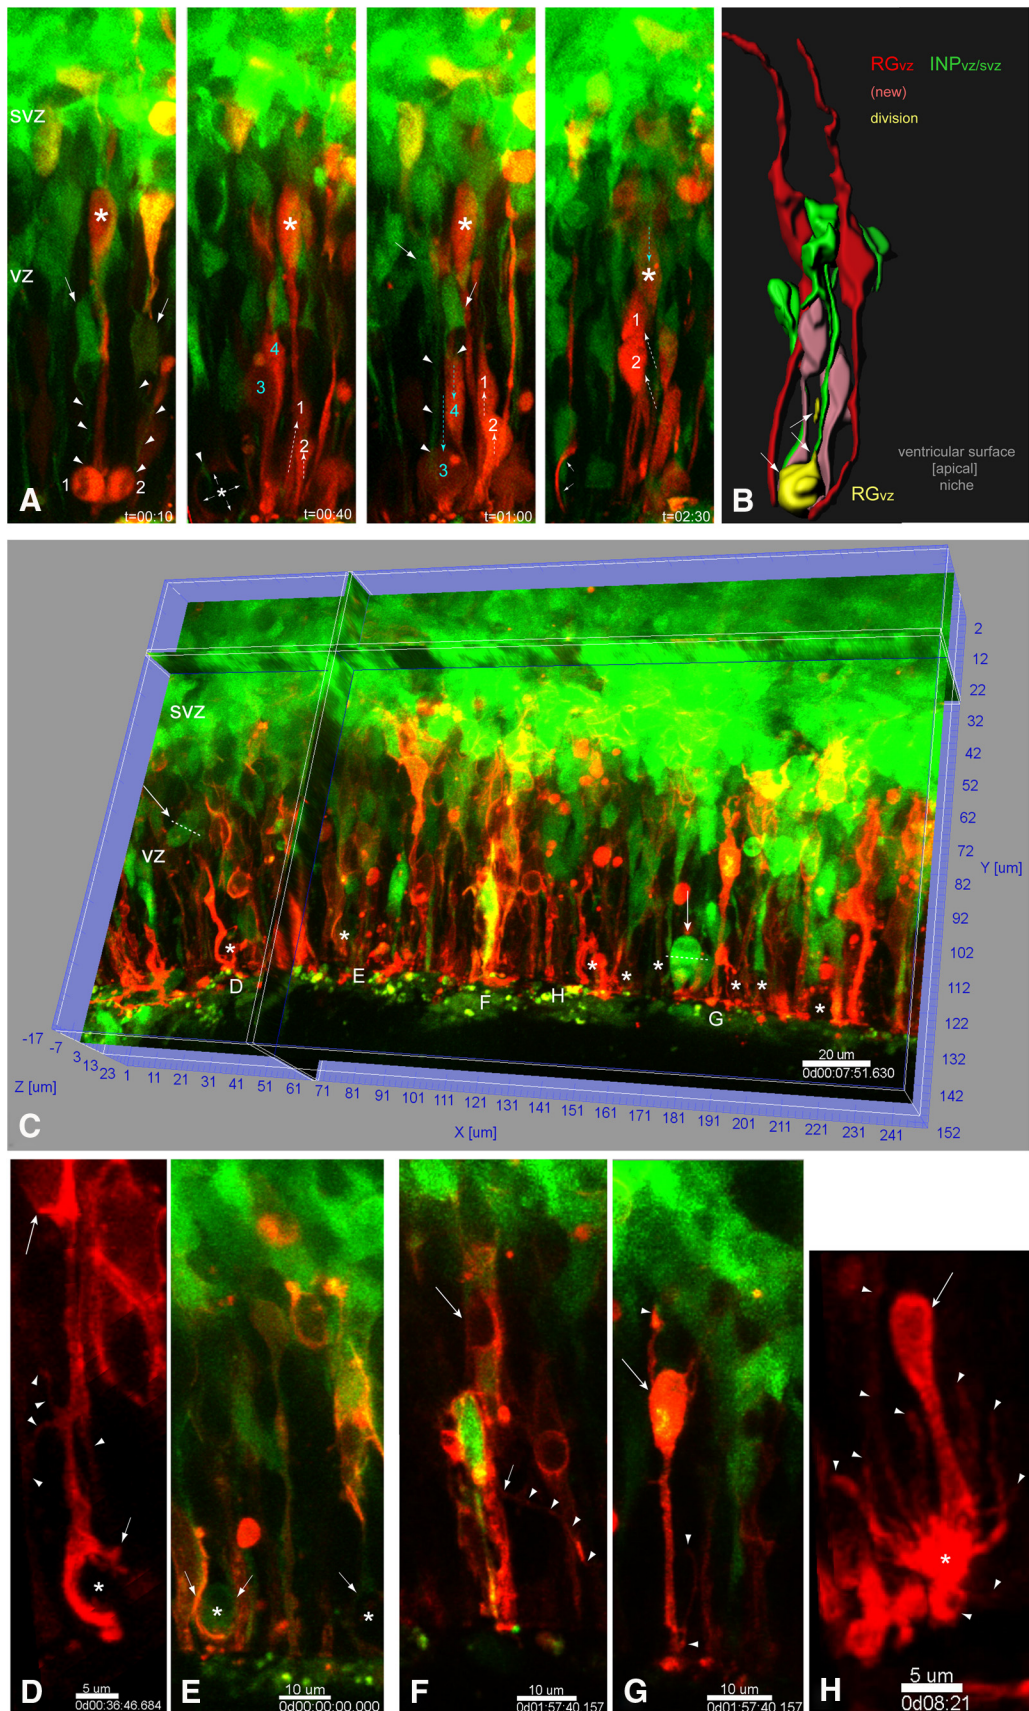 SVZ
VZ
*
*
*
*
1
2
4
3
1
2
*
4
1
2
3
1
2
A
t=00:10
t=00:40
t=01:00
t=02:30
RGVZ INPVZ/SVZ
(new)
division
ventricular surface
[apical]
niche
RGVZ
B
SVZ
VZ
*
*
*
*
*
*
*
*
D
E
F
H
G
2
12
22
32
42
52
62
72
Y [um]
82
92
102
112
122
132
142
152
20 um
0d00:07:51.630
-17 -7 3 13 23 1 11 21 31 41 51 61 71 81 91 101 111 121 131 141 151 161 171 181 191 201 211 221 231 241
Z [um]
X [um]
C
*
*
*
*
D
5 um
0d00:36:46.684
E
10 um
0d00:00:00.000
F
10 um
0d01:57:40.157
G
10 um
0d01:57:40.157
H
5 um
0d08:21